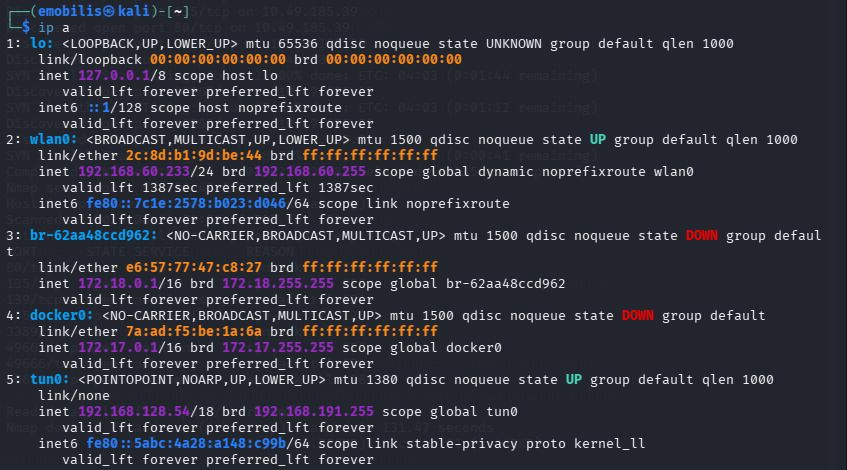 ┌──(emobilis㉿kali)-[~]
└─$ ip a
1: lo: <LOOPBACK,UP,LOWER_UP> mtu 65536 qdisc noqueue state UNKNOWN group default qlen 1000
link/loopback 00:00:00:00:00:00 brd 00:00:00:00:00:00
inet 127.0.0.1/8 scope host lo
valid_lft forever preferred_lft forever
inet6 ::1/128 scope host noprefixroute
valid_lft forever preferred_lft forever
2: wlan0: <BROADCAST,MULTICAST,UP,LOWER_UP> mtu 1500 qdisc noqueue state UP group default qlen 1000
link/ether 2c:8d:b1:9d:be:44 brd ff:ff:ff:ff:ff:ff
inet 192.168.60.233/24 brd 192.168.60.255 scope global dynamic noprefixroute wlan0
valid_lft 1387sec preferred_lft 1387sec
inet6 fe80::7c1e:2578:b023:d046/64 scope link noprefixroute
valid_lft forever preferred_lft forever
3: br-62aa48ccd962: <NO-CARRIER,BROADCAST,MULTICAST,UP> mtu 1500 qdisc noqueue state DOWN group defaul
t
link/ether e6:57:77:47:c8:27 brd ff:ff:ff:ff:ff:ff
inet 172.18.0.1/16 brd 172.18.255.255 scope global br-62aa48ccd962
valid_lft forever preferred_lft forever
4: docker0: <NO-CARRIER,BROADCAST,MULTICAST,UP> mtu 1500 qdisc noqueue state DOWN group default
link/ether 7a:ad:f5:be:1a:6a brd ff:ff:ff:ff:ff:ff
inet 172.17.0.1/16 brd 172.17.255.255 scope global docker0
valid_lft forever preferred_lft forever
5: tun0: <POINTOPOINT,NOARP,UP,LOWER_UP> mtu 1380 qdisc noqueue state UP group default qlen 1000
link/none
inet 192.168.128.54/18 brd 192.168.191.255 scope global tun0
valid_lft forever preferred_lft forever
inet6 fe80::5abc:4a28:a148:c99b/64 scope link stable-privacy proto kernel_ll
valid_lft forever preferred_lft forever